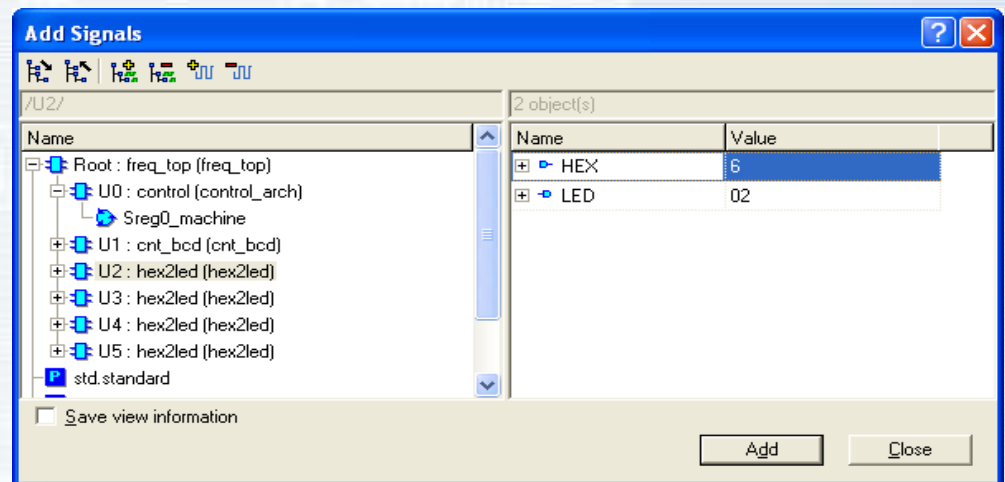 Add Signals
/U2/
2 object(s)
Name
Root : freq_top (freq_top)
U0 : control (control_arch)
Sreg0_machine
U1 : cnt_bcd (cnt_bcd)
U2 : hex2led (hex2led)
U3 : hex2led (hex2led)
U4 : hex2led (hex2led)
U5 : hex2led (hex2led)
P std.standard
Name Value
HEX 6
LED 02
Save view information
Add Close